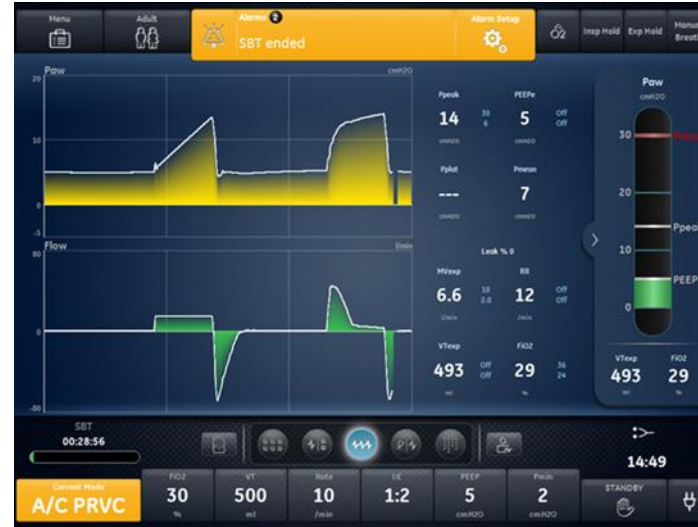 Menu
Adult
Alarms 2
SBT ended
Alarm Setup
O2
Insp Hold
Exp Hold
Manual
Breath
Paw
cmH2O
20
10
0
-5
Flow
l/min
80
0
-80
Ppeak
14
30
6
cmH2O
PEEPe
5
Off
Off
cmH2O
Pplat
---
cmH2O
Pmean
7
cmH2O
Leak % 0
MVexp
6.6
10
2.0
l/min
RR
12
Off
Off
/min
VTexp
493
Off
Off
ml
FiO2
29
36
24
%
Paw
cmH2O
30
20
10
0
Ppea
PEEP
VTexp
493
ml
FiO2
29
%
SBT
00:28:56
14:49
Current Mode
A/C PRVC
FiO2
30
%
VT
500
ml
Rate
10
/min
I:E
1:2
PEEP
5
cmH2O
Pmin
2
cmH2O
STANDBY